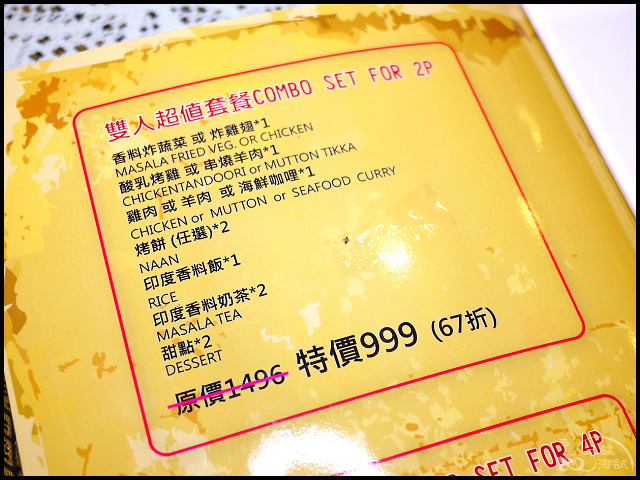 雙人超值套餐COMBO SET FOR 2P
香料炸蔬菜 或 炸雞翅*1
MASALA FRIED VEG. OR CHICKEN
酸乳烤雞 或 串燒羊肉*1
CHICKENTANDOORI or MUTTON TIKKA
雞肉 或 羊肉 或 海鮮咖哩*1
CHICKEN or MUTTON or SEAFOOD CURRY
烤餅 (任選)*2
NAAN
印度香料飯*1
RICE
印度香料奶茶*2
MASALA TEA
甜點*2
DESSERT
原價1496 特價999 (67折)
SET FOR 4P